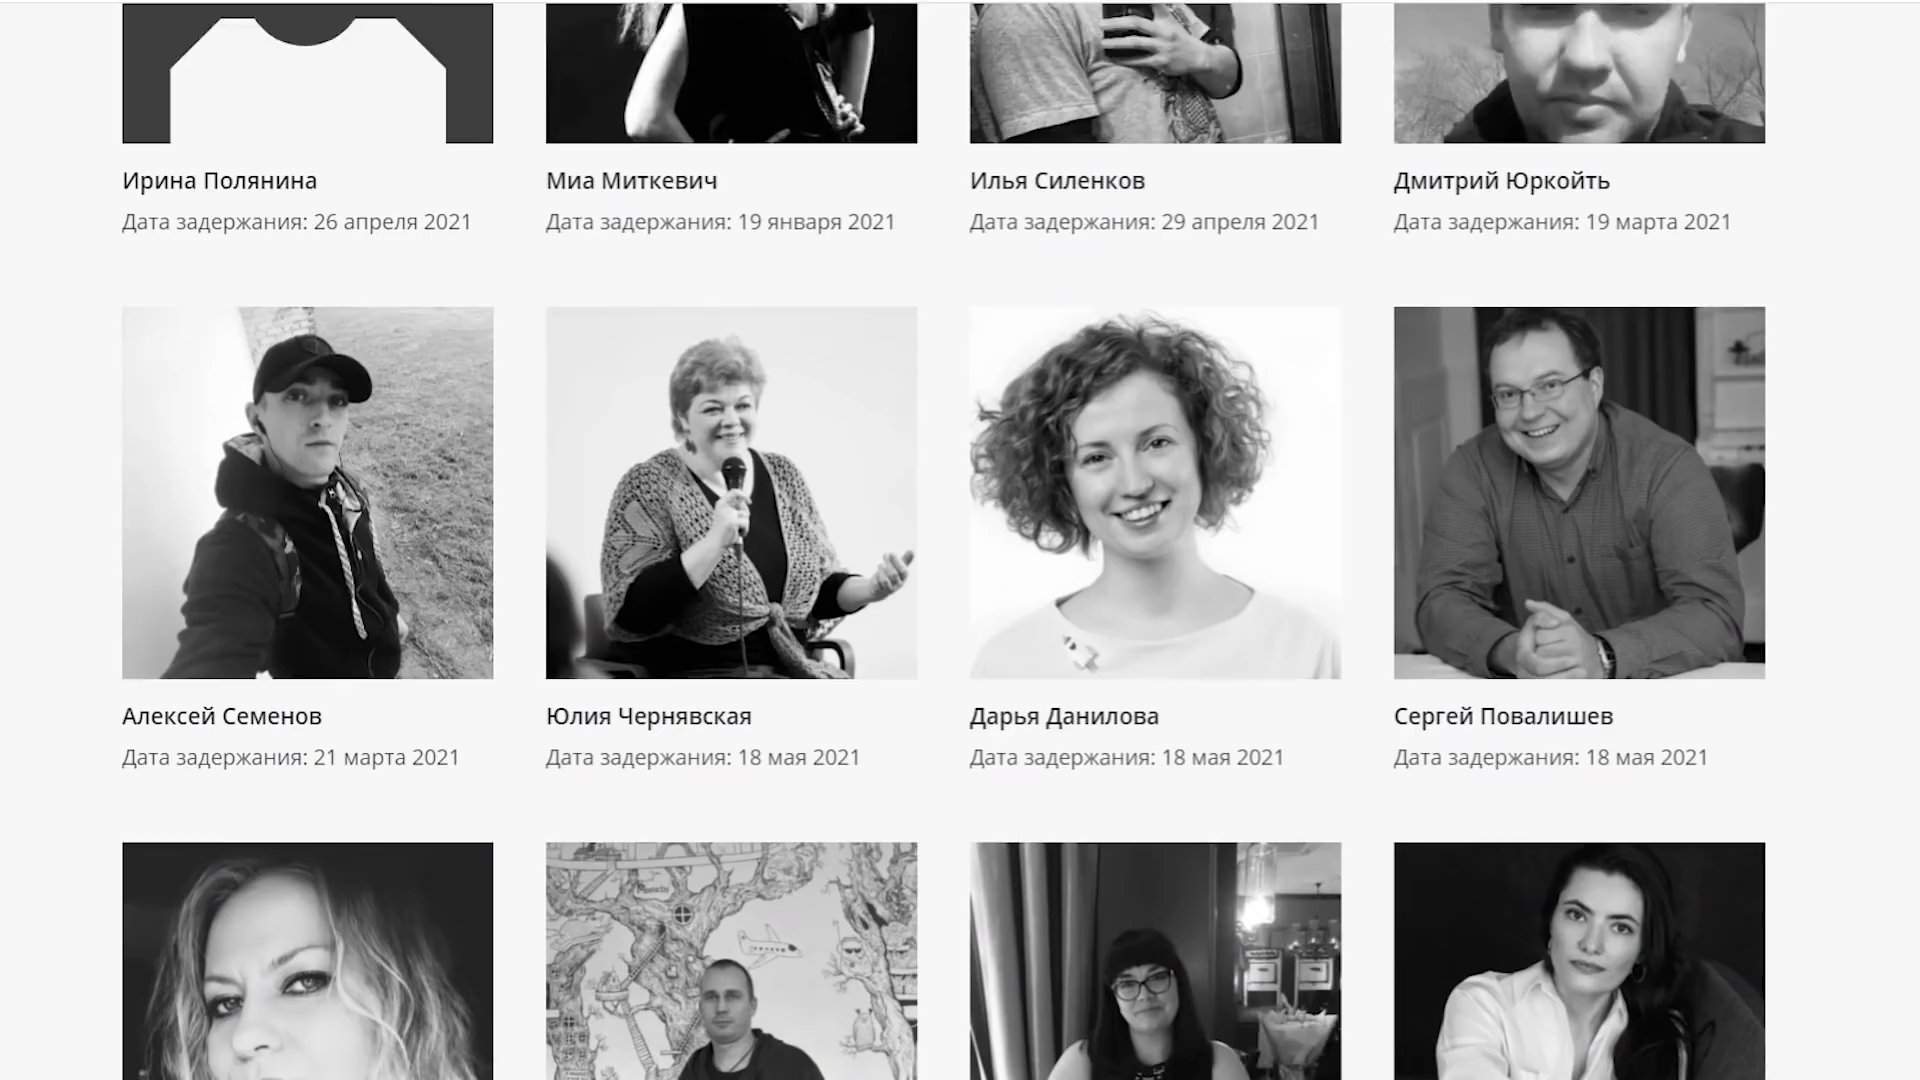 Ирина Полянина
Миа Миткевич
Илья Силенков
Дмитрий Юркойть
Дата задержания: 26 апреля 2021
Дата задержания: 19 января 2021
Дата задержания: 29 апреля 2021
Дата задержания: 19 марта 2021
Алексей Семенов
Юлия Чернявская
Дарья Данилова
Сергей Повалишев
Дата задержания: 21 марта 2021
Дата задержания: 18 мая 2021
Дата задержания: 18 мая 2021
Дата задержания: 18 мая 2021